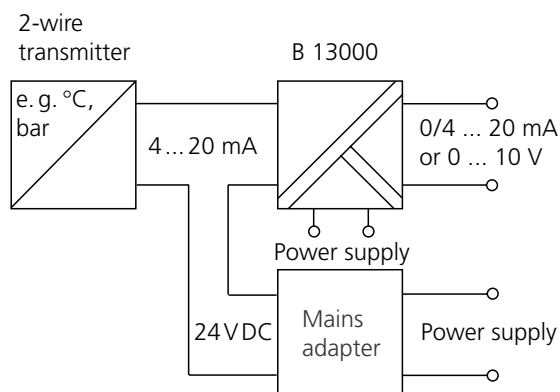 2-wire
transmitter
B 13000
e. g. °C,
bar
4 ... 20 mA
0/4 ... 20 mA
or 0 ... 10 V
Power supply
24 V DC
Mains
adapter
Power supply